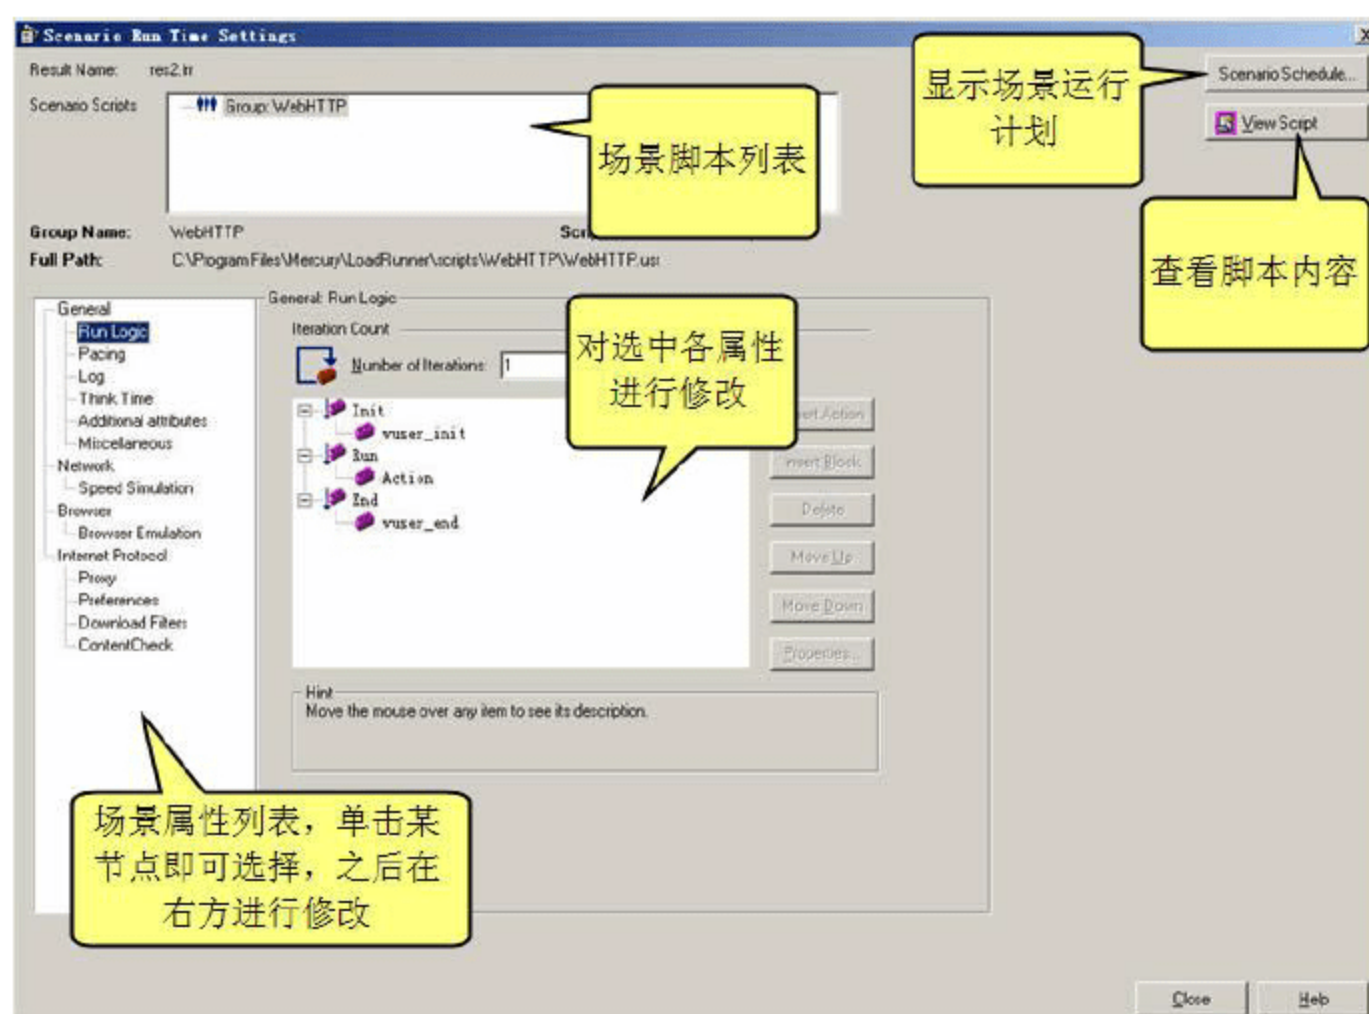 Scenario Run Time Settings
Result Name: res2.lrr
Scenario Schedule...
Scenario Scripts
Group: WebHTTP
View Script
显示场景运行
计划
场景脚本列表
查看脚本内容
Group Name: WebHTTP
Full Path: C:\Program Files\Mercury\LoadRunner\scripts\WebHTTP\WebHTTP.usr
General
Run Logic
Pacing
Log
Think Time
Additional attributes
Miscellaneous
Network
Speed Simulation
Browser
Browser Emulation
Internet Protocol
Proxy
Preferences
Download Filters
ContentCheck
General: Run Logic
Iteration Count
Number of Iterations: 1
对选中各属性
进行修改
Init
vuser_init
Run
Action
End
vuser_end
Action
Insert Block
Delete
Move Up
Move Down
Properties...
Hint
Move the mouse over any item to see its description.
场景属性列表，单击某
节点即可选择，之后在
右方进行修改
Close
Help